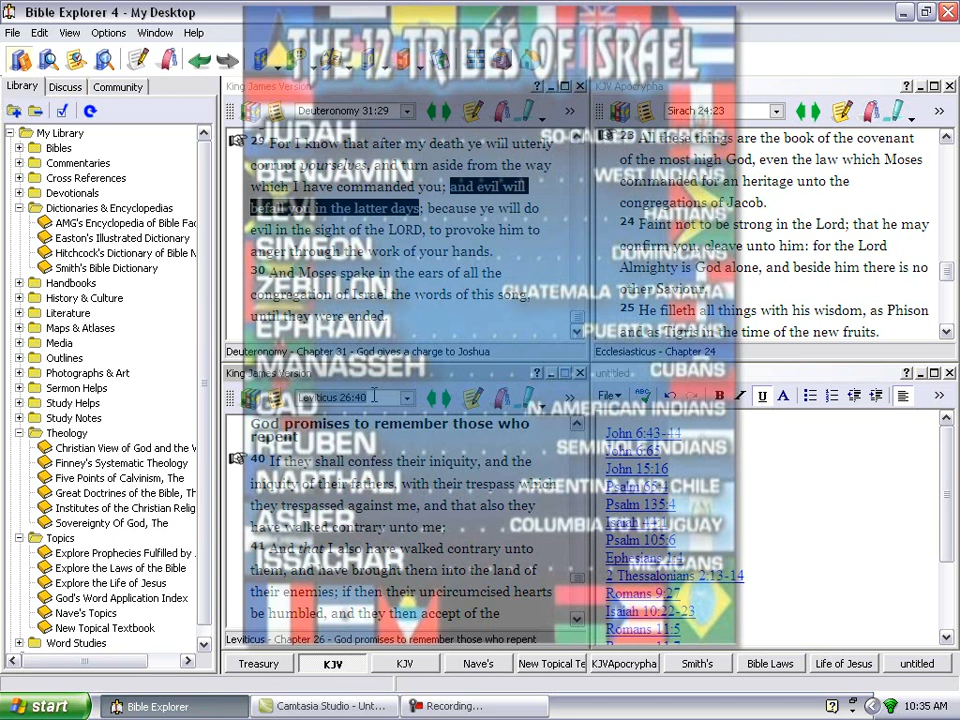 Bible Explorer 4 - My Desktop
File Edit View Options Window Help
THE 12 TRIBES OF ISRAEL
Library Discuss Community
My Library
Bibles
Commentaries
Cross References
Devotionals
Dictionaries & Encyclopedias
AMG's Encyclopedia of Bible Fac
Easton's Illustrated Dictionary
Hitchcock's Dictionary of Bible N
Smith's Bible Dictionary
Handbooks
History & Culture
Literature
Maps & Atlases
Media
Outlines
Photographs & Art
Sermon Helps
Study Helps
Study Notes
Theology
Christian View of God and the W
Finney's Systematic Theology
Five Points of Calvinism, The
Great Doctrines of the Bible, The
Institutes of the Christian Relig
Sovereignty Of God, The
Topics
Explore Prophecies Fulfilled by
Explore the Laws of the Bible
Explore the Life of Jesus
God's Word Application Index
Nave's Topics
New Topical Textbook
Word Studies
King James Version
Deuteronomy 31:29
29 For I know that after my death ye will utterly
corrupt yourselves, and turn aside from the way
which I have commanded you; and evil will
befall you in the latter days; because ye will do
evil in the sight of the LORD, to provoke him to
anger through the work of your hands.
30 And Moses spake in the ears of all the
congregation of Israel the words of this song,
until they were ended.
Deuteronomy - Chapter 31 - God gives a charge to Joshua
KJV Apocrypha
Sirach 24:23
23 All these things are the book of the covenant
of the most high God, even the law which Moses
commanded for an heritage unto the
congregations of Jacob.
24 Faint not to be strong in the Lord; that he may
confirm you, cleave unto him: for the Lord
Almighty is God alone, and beside him there is no
other Saviour.
25 He filleth all things with his wisdom, as Phison
and as Tigris in the time of the new fruits.
Ecclesiasticus - Chapter 24
King James Version
Leviticus 26:40
God promises to remember those who
repent
40 If they shall confess their iniquity, and the
iniquity of their fathers, with their trespass which
they trespassed against me, and that also they
have walked contrary unto me;
41 And that I also have walked contrary unto
them, and have brought them into the land of
their enemies; if then their uncircumcised hearts
be humbled, and they then accept of the
Leviticus - Chapter 26 - God promises to remember those who repent
untitled
File
B I U A
John 6:43-44
John 6:65
John 15:16
Psalm 65:4
Psalm 135:4
Isaiah 44:1
Psalm 105:6
Ephesians 1:4
2 Thessalonians 2:13-14
Romans 9:27
Isaiah 10:22-23
Romans 11:5
JUDAH
BENJAMIN WEST INDIANS
LEVI HAITIANS
SIMEON DOMINICANS
ZEBULON GUATEMALA TO PANAMA
EPHRAIM
MANASSEH CUBANS
GAD AMERICAN INDIANS
REUBEN SEMINOLE INDIANS
NAPHTALI ARGENTINA CHILE
ASHER COLUMBIA TO URUGUAY
ISSACHAR MEXICANS
Treasury KJV KJV Nave's New Topical Te KJVApocrypha Smith's Bible Laws Life of Jesus untitled
start Bible Explorer Camtasia Studio - Unt... Recording... 10:35 AM